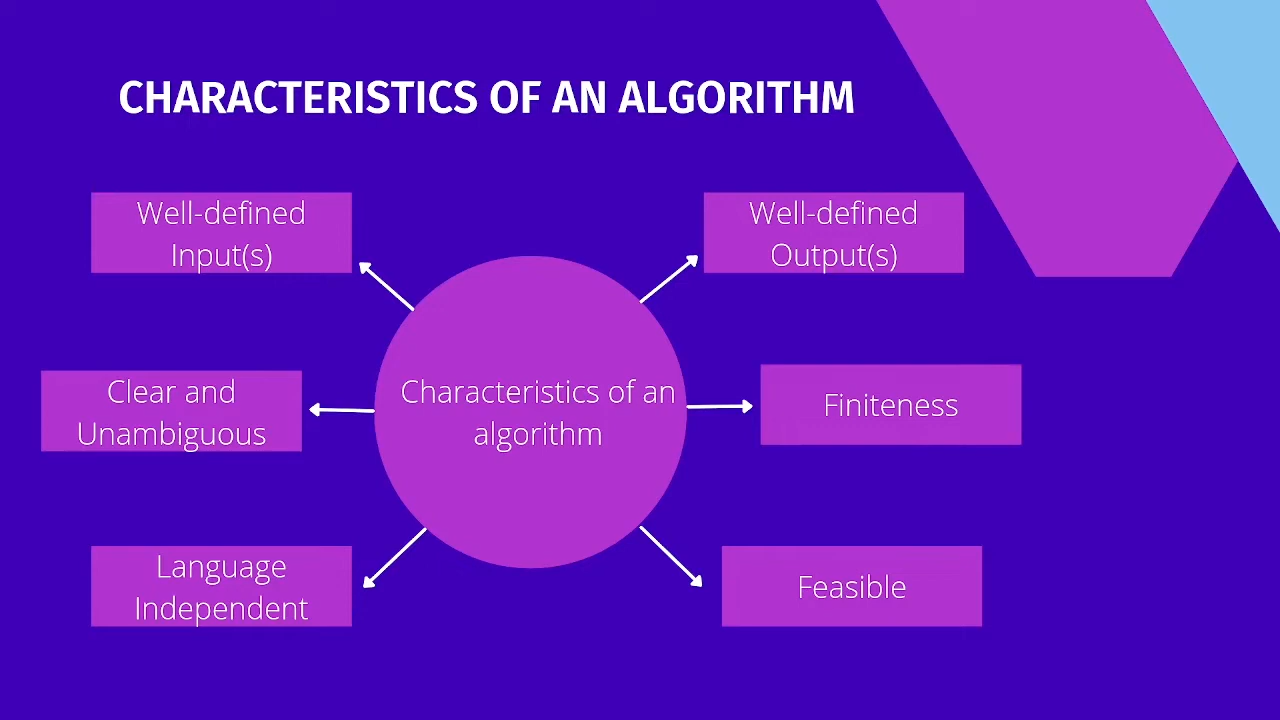 CHARACTERISTICS OF AN ALGORITHM
Well-defined
Input(s)
Well-defined
Output(s)
Clear and
Unambiguous
Characteristics of an
algorithm
Finiteness
Language
Independent
Feasible